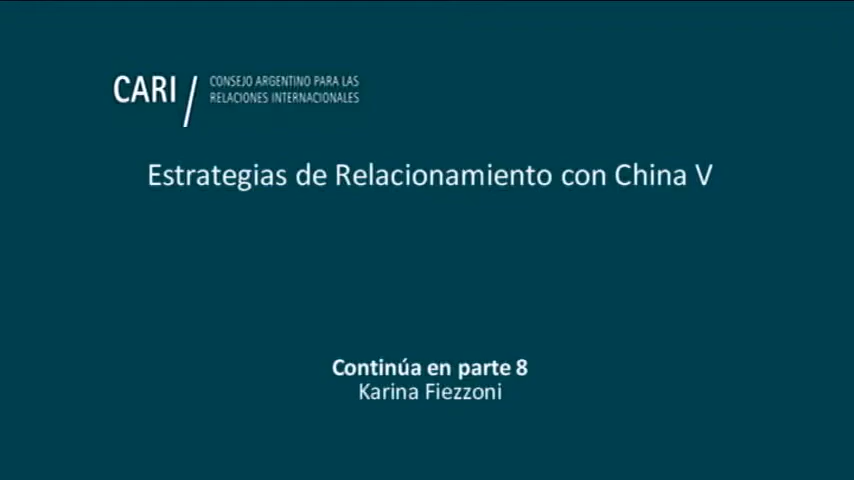 CARI/
CONSEJO ARGENTINO PARA LAS
RELACIONES INTERNACIONALES
Estrategias de Relacionamiento con China V
Continúa en parte 8
Karina Fiezzoni